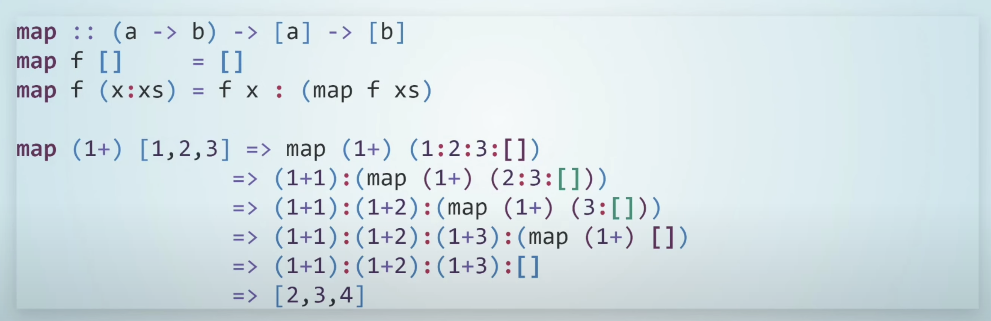 map :: (a -> b) -> [a] -> [b]
map f []     = []
map f (x:xs) = f x : (map f xs)
map (1+) [1,2,3] => map (1+) (1:2:3:[])
                => (1+1):(map (1+) (2:3:[]))
                => (1+1):(1+2):(map (1+) (3:[]))
                => (1+1):(1+2):(1+3):(map (1+) [])
                => (1+1):(1+2):(1+3):[]
                => [2,3,4]